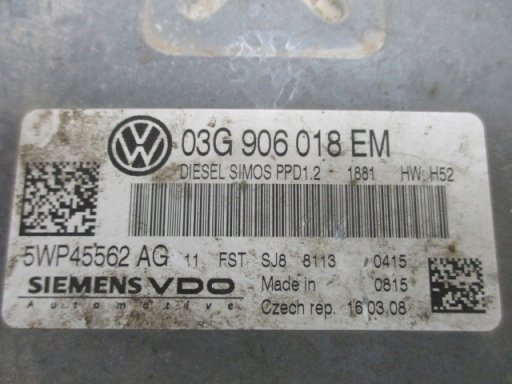 VW 03G 906 018 EM
DIESEL SIMOS PPD1.2 - 1881 HW: H52
5WP45562 AG 11 FST SJ8 8113 0415
SIEMENS VDO Made in 0815
Automotive Czech rep. 16.03.08